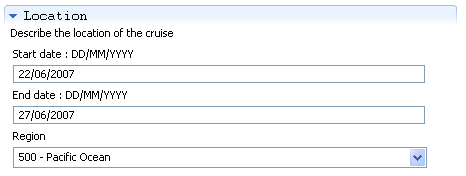 Location
Describe the location of the cruise
Start date : DD/MM/YYYY
22/06/2007
End date : DD/MM/YYYY
27/06/2007
Region
500 - Pacific Ocean